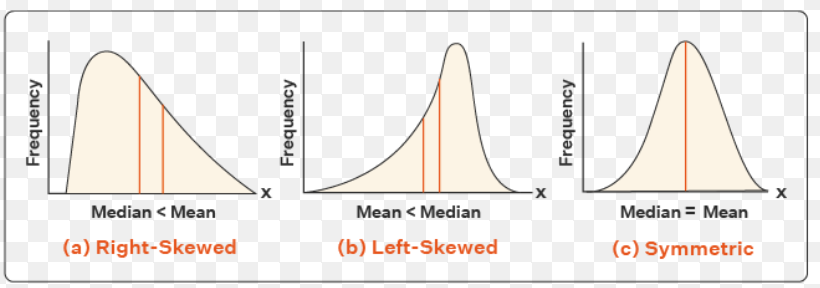 Frequency
x
Median < Mean
(a) Right-Skewed
Frequency
x
Mean < Median
(b) Left-Skewed
Frequency
x
Median = Mean
(c) Symmetric